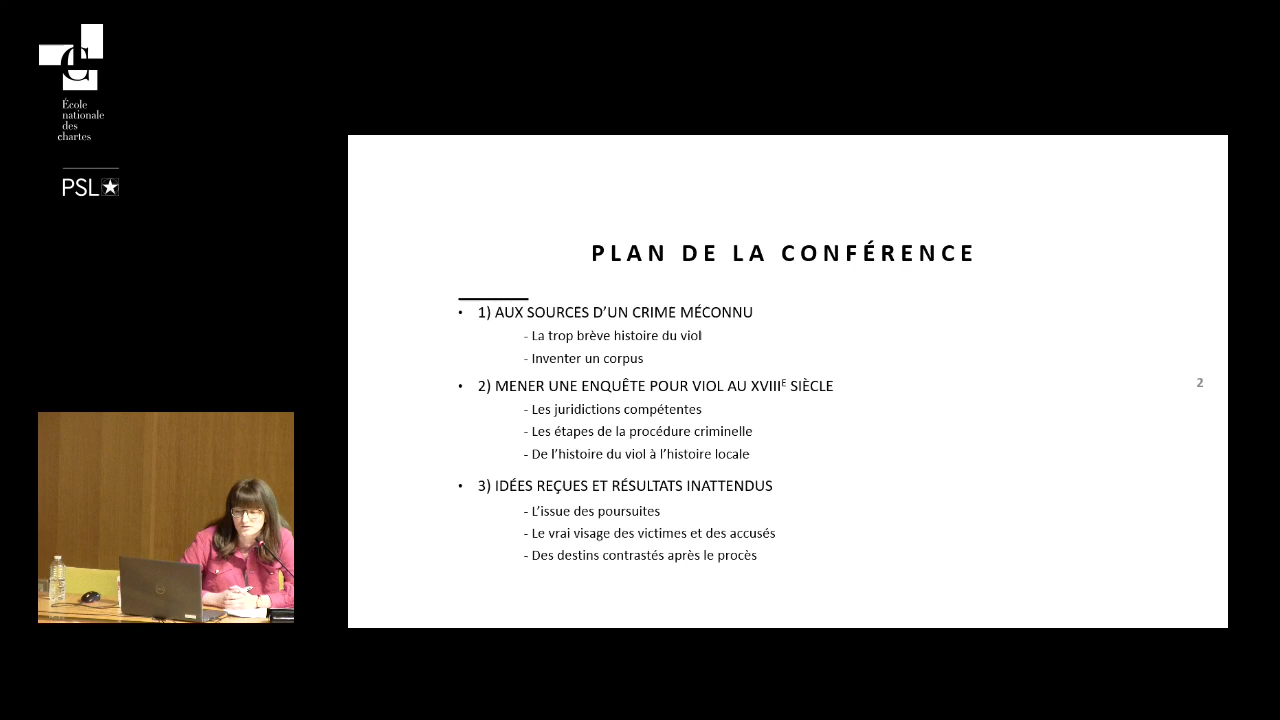 École
nationale
des
chartes
PSL
PLAN DE LA CONFÉRENCE
• 1) AUX SOURCES D’UN CRIME MÉCONNU
- La trop brève histoire du viol
- Inventer un corpus
• 2) MENER UNE ENQUÊTE POUR VIOL AU XVIIIᴱ SIÈCLE
- Les juridictions compétentes
- Les étapes de la procédure criminelle
- De l’histoire du viol à l’histoire locale
• 3) IDÉES REÇUES ET RÉSULTATS INATTENDUS
- L’issue des poursuites
- Le vrai visage des victimes et des accusés
- Des destins contrastés après le procès
2